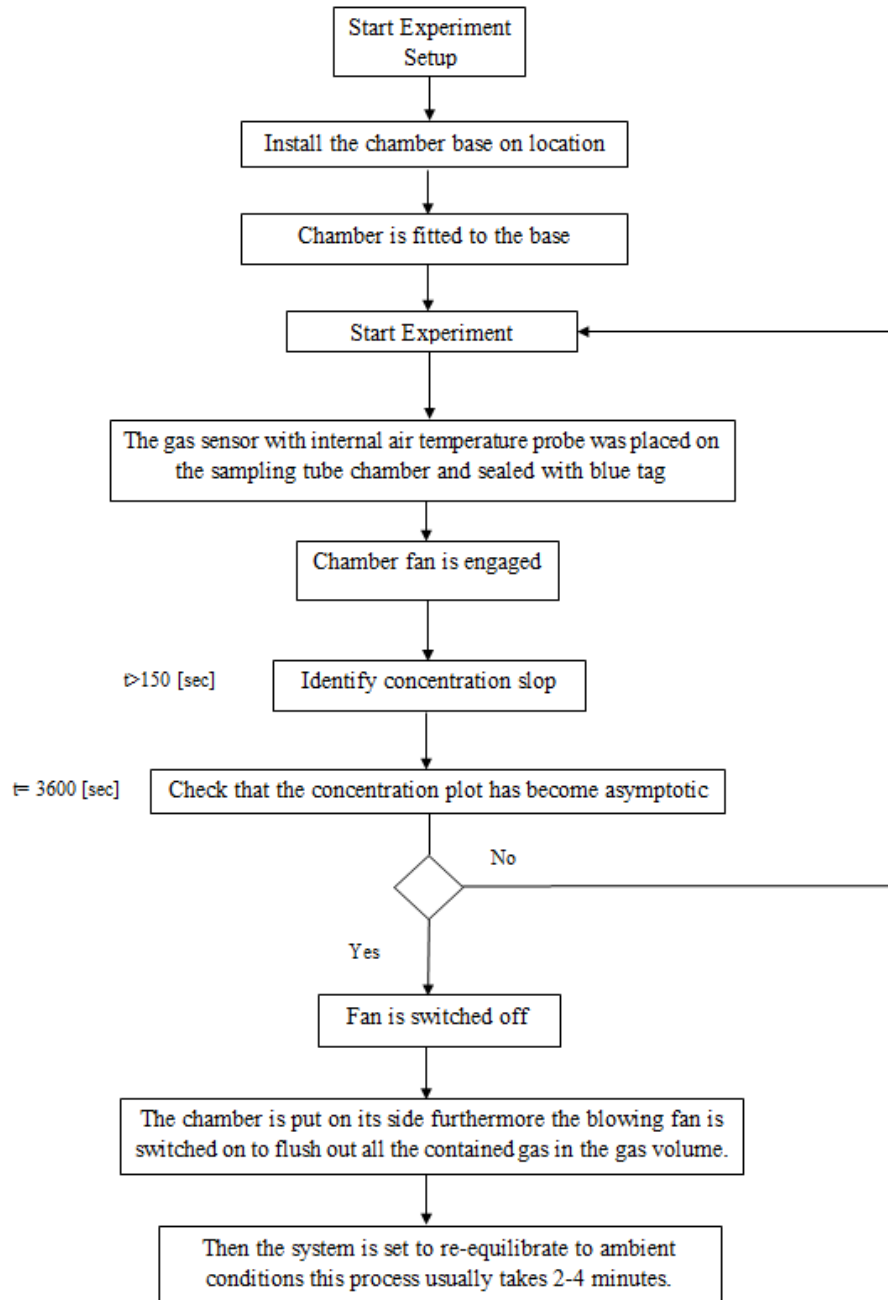 Start Experiment
Setup
Install the chamber base on location
Chamber is fitted to the base
Start Experiment
The gas sensor with internal air temperature probe was placed on
the sampling tube chamber and sealed with blue tag
Chamber fan is engaged
t>150 [sec]
Identify concentration slop
t= 3600 [sec]
Check that the concentration plot has become asymptotic
No
Yes
Fan is switched off
The chamber is put on its side furthermore the blowing fan is
switched on to flush out all the contained gas in the gas volume.
Then the system is set to re-equilibrate to ambient
conditions this process usually takes 2-4 minutes.